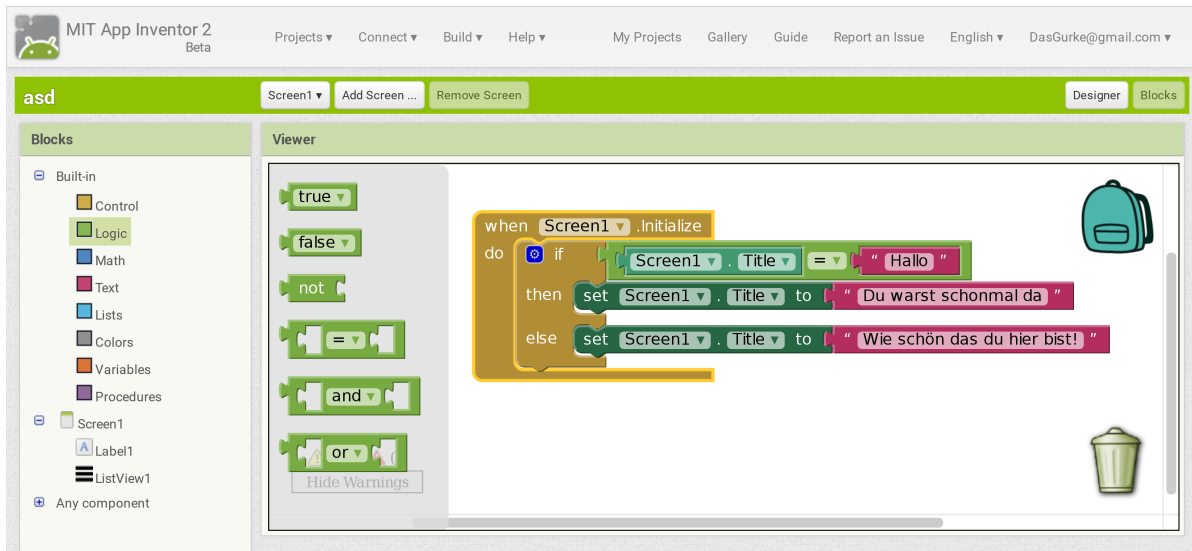 MIT App Inventor 2
Beta
Projects ▾ Connect ▾ Build ▾ Help ▾ My Projects Gallery Guide Report an Issue English ▾ DasGurke@gmail.com ▾
asd Screen1 ▾ Add Screen ... Remove Screen Designer Blocks
Blocks
Viewer
Built-in
Control
Logic
Math
Text
Lists
Colors
Variables
Procedures
Screen1
Label1
ListView1
Any component
true ▾
false ▾
not
= ▾
and ▾
or ▾
Hide Warnings
when Screen1 ▾ .Initialize
do if Screen1 ▾ . Title ▾ = ▾ “ Hallo ”
then set Screen1 ▾ . Title ▾ to “ Du warst schonmal da ”
else set Screen1 ▾ . Title ▾ to “ Wie schön das du hier bist! ”